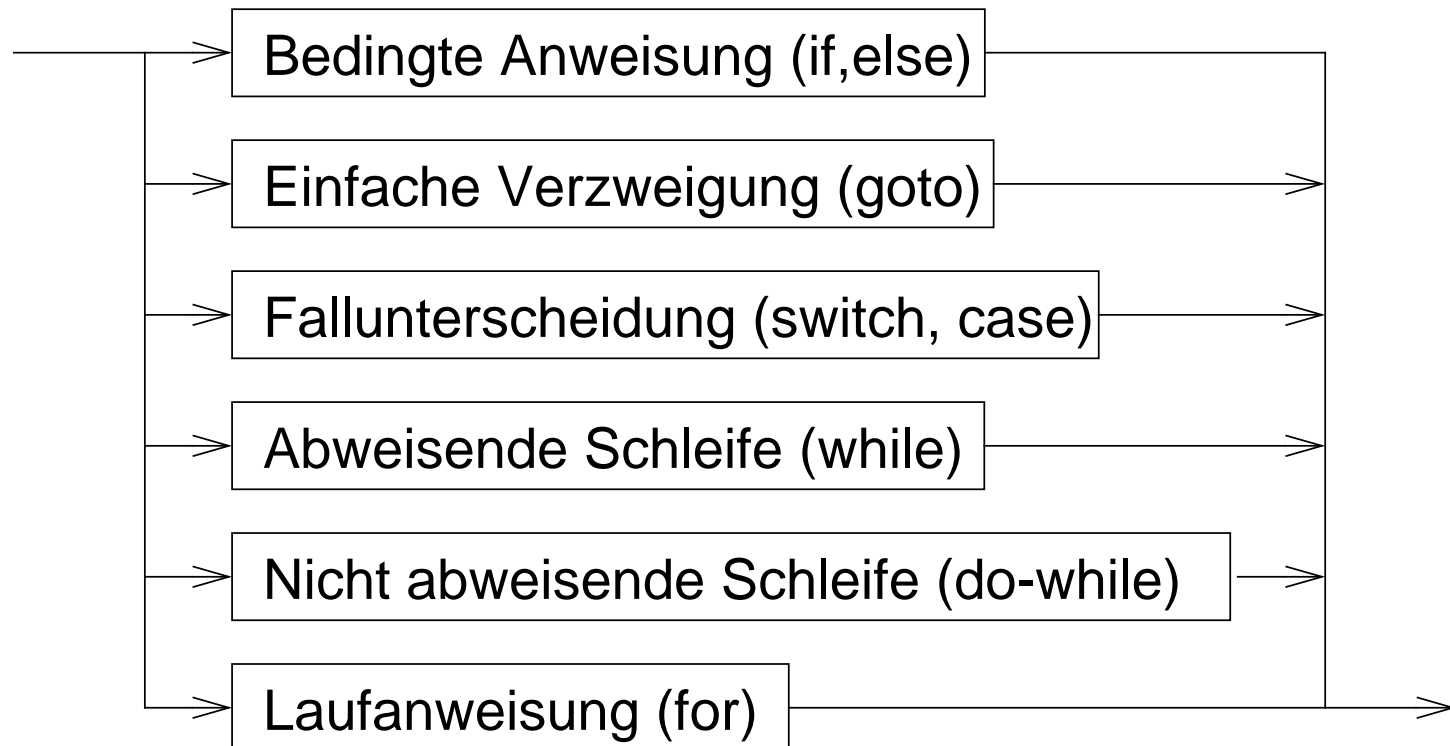 Bedingte Anweisung (if,else)
Einfache Verzweigung (goto)
Fallunterscheidung (switch, case)
Abweisende Schleife (while)
Nicht abweisende Schleife (do-while)
Laufanweisung (for)